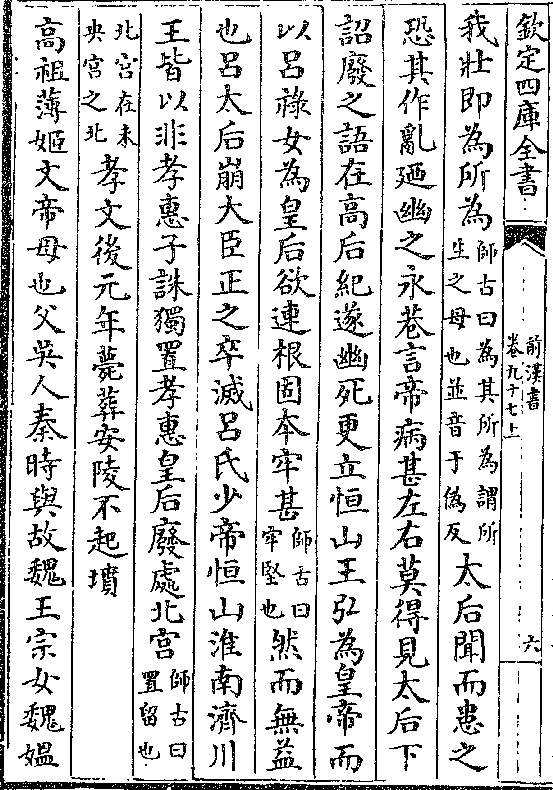 欽定四庫全書
前漢書
卷九十七上
六
我壯即為所為師古曰為其所為謂所生之母也並音于偽反太后聞而患之
恐其作亂廼幽之永巷言帝病甚左右莫得見太后下
詔廢之語在高后紀遂幽死更立恒山王弘為皇帝而
以呂祿女為皇后欲連根固本牢甚師古曰牢堅也然而無益
也呂太后崩大臣正之卒滅呂氏少帝恒山淮南濟川
王皆以非孝惠子誅獨置孝惠皇后廢處北宮師古曰置留也
北宮在未央宮之北孝文後元年薨葬安陵不起墳
高祖薄姬文帝母也父吳人秦時與故魏王宗女魏媼